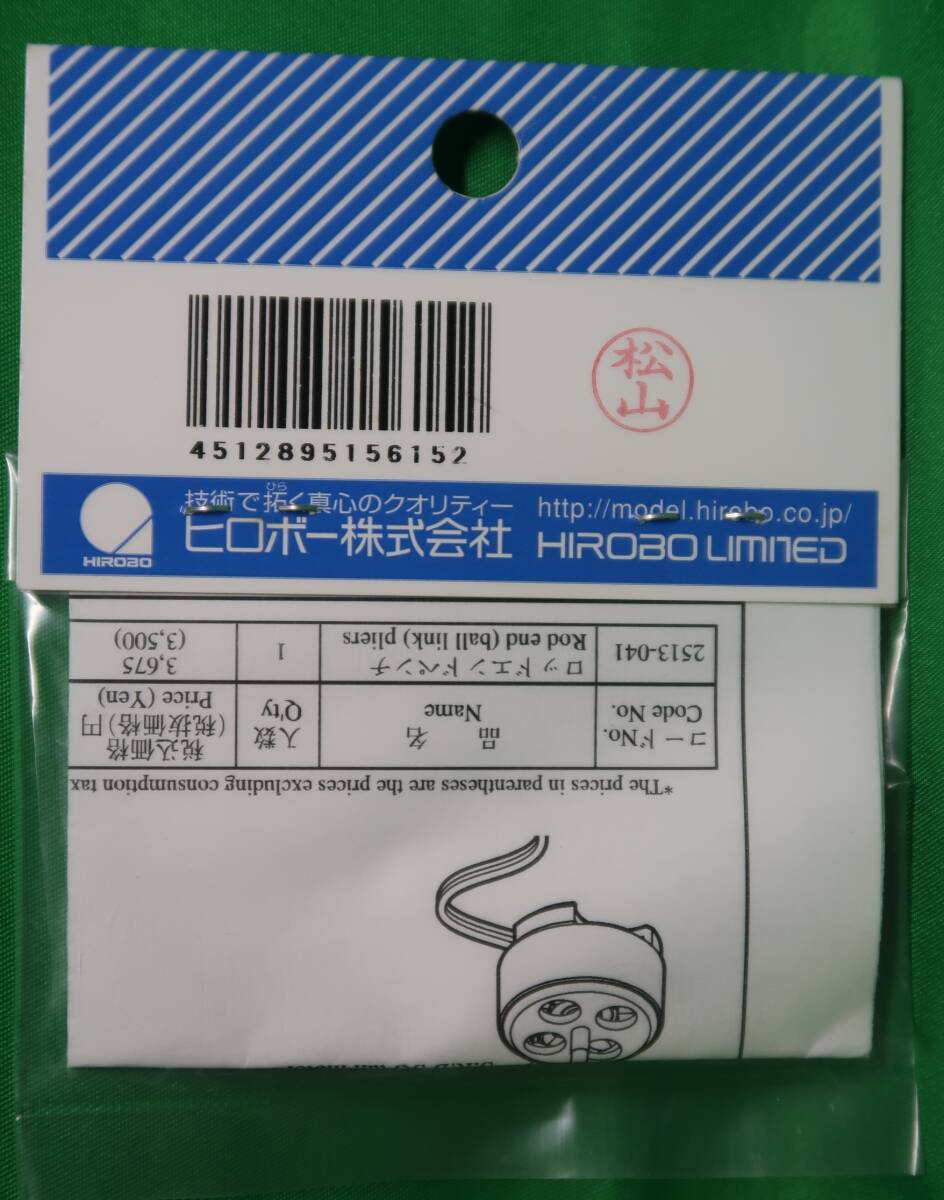 4512895156152
松山
HIROBO
ひら
技術で拓く真心のクオリティー
ヒロボー株式会社
http://model.hirobo.co.jp/
HIROBO LIMITED
*The prices in parentheses are the prices excluding consumption tax
コードNo.
Code No.
品 名
Name
入数
Q'ty
税込価格
(税抜価格)円
Price (Yen)
2513-041
ロッドエンドペンチ
Rod end (ball link) pliers
1
3,675
(3,500)